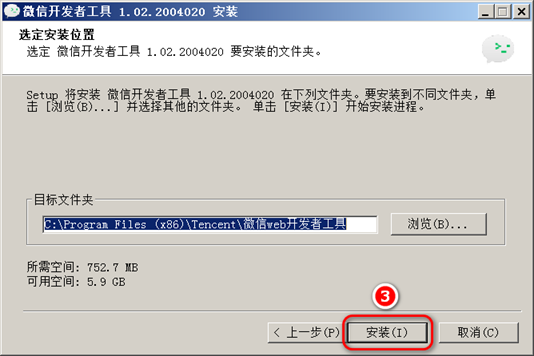 微信开发者工具 1.02.2004020 安装
选定安装位置
选定 微信开发者工具 1.02.2004020 要安装的文件夹。
Setup 将安装 微信开发者工具 1.02.2004020 在下列文件夹。要安装到不同文件夹，单
击 [浏览(B)...] 并选择其他的文件夹。 单击 [安装(I)] 开始安装进程。
目标文件夹
C:\Program Files (x86)\Tencent\微信web开发者工具
浏览(B)...
所需空间: 752.7 MB
可用空间: 5.9 GB
3
< 上一步(P)
安装(I)
取消(C)